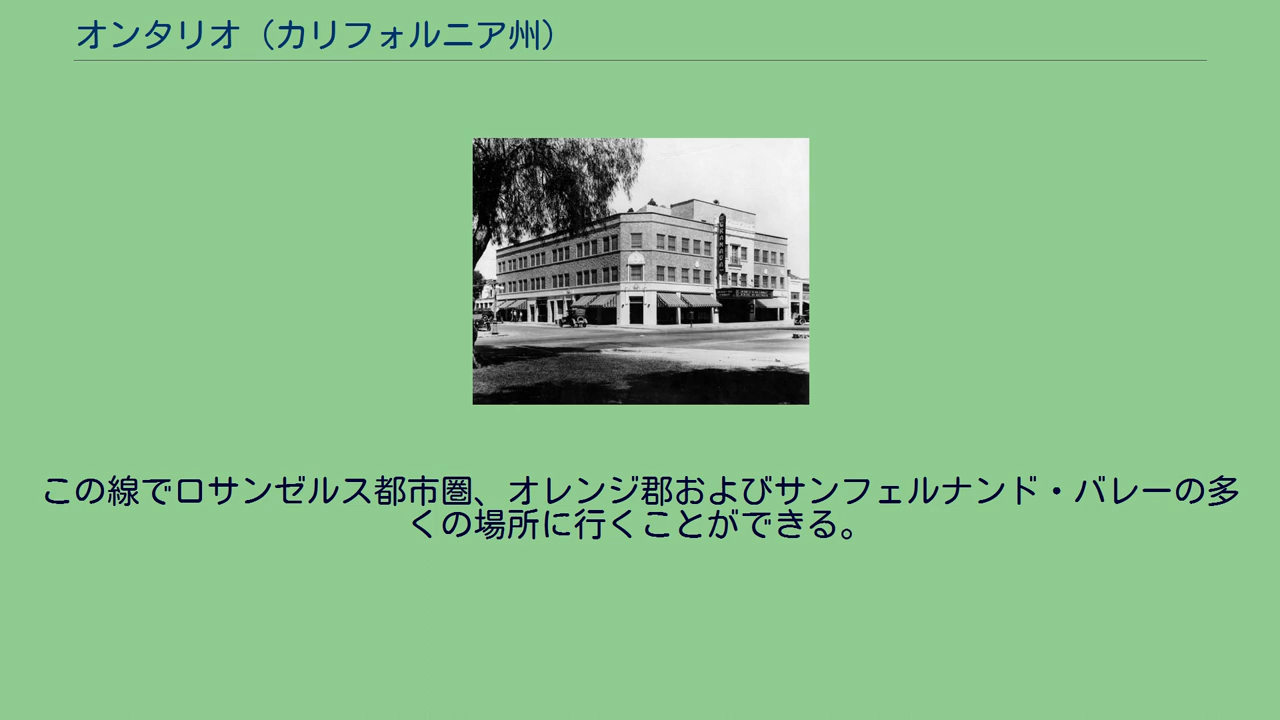 オンタリオ（カリフォルニア州）
GRANADA
この線でロサンゼルス都市圏、オレンジ郡およびサンフェルナンド・バレーの多
くの場所に行くことができる。